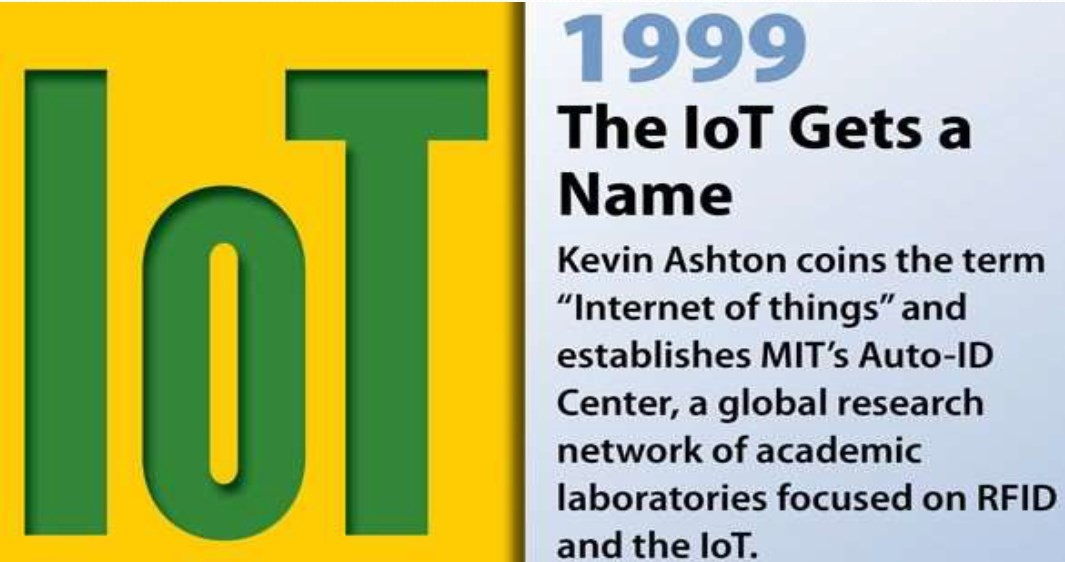 IoT
1999
The IoT Gets a
Name
Kevin Ashton coins the term
“Internet of things” and
establishes MIT’s Auto-ID
Center, a global research
network of academic
laboratories focused on RFID
and the IoT.